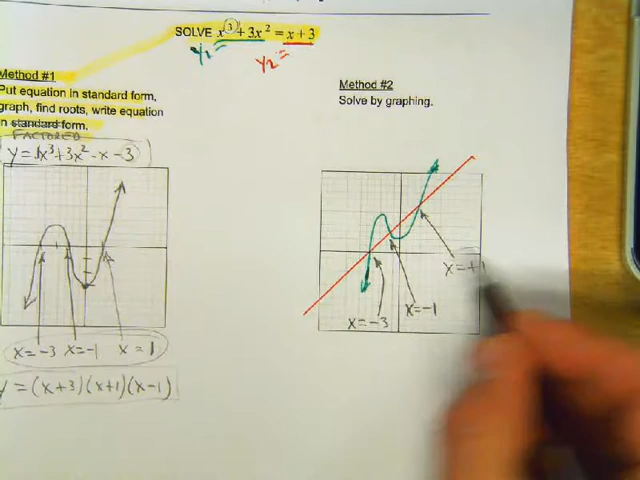 SOLVE x³ + 3x² = x + 3
y₁ =
y₂ =
Method #1
Put equation in standard form,
graph, find roots, write equation
in standard form.
FACTORED
y = 1x³+3x²-x-3
x=-3 x=-1 x=1
y = (x+3)(x+1)(x-1)
Method #2
Solve by graphing.
x=+1
x=-1
x=-3